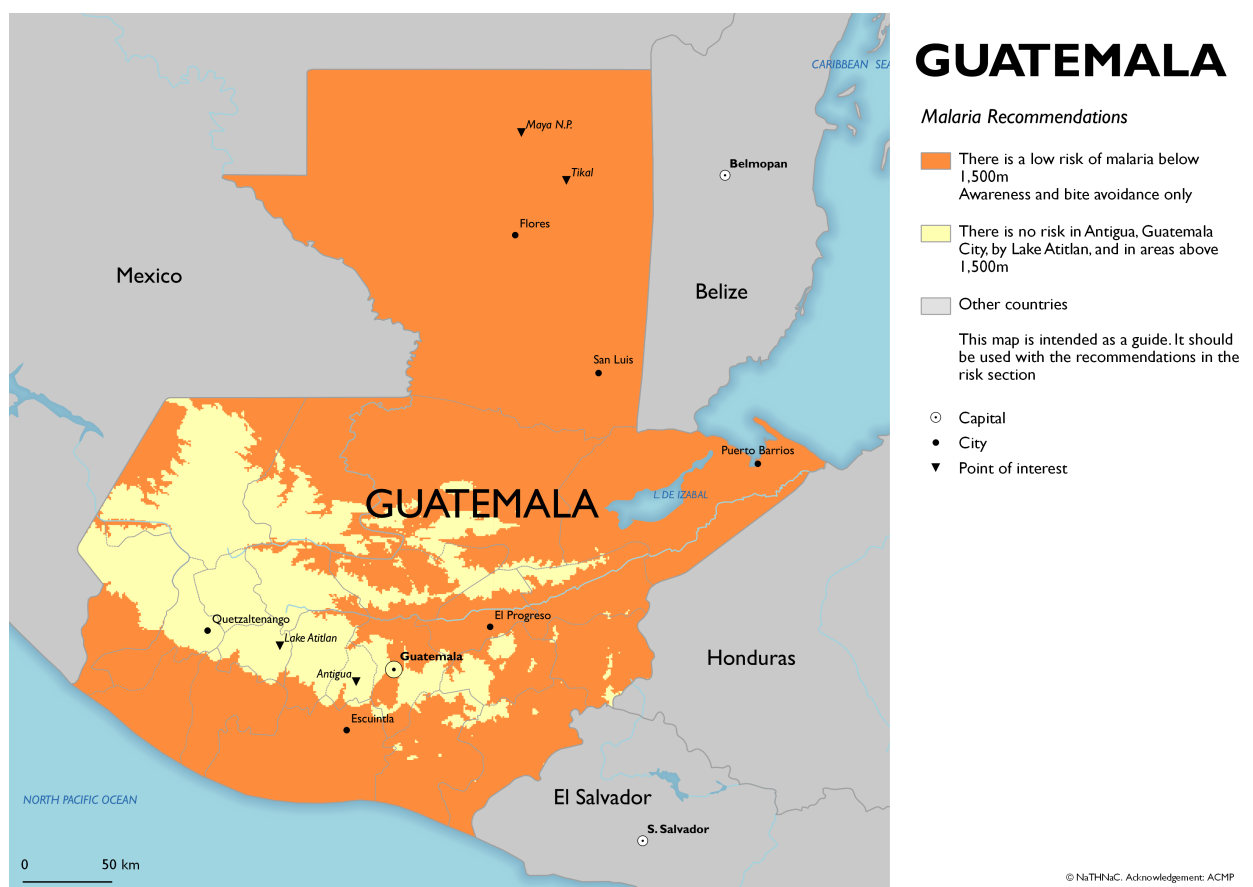 GUATEMALA
Malaria Recommendations
There is a low risk of malaria below
1,500m
Awareness and bite avoidance only
There is no risk in Antigua, Guatemala
City, by Lake Atitlan, and in areas above
1,500m
Other countries
This map is intended as a guide. It should
be used with the recommendations in the
risk section
Capital
City
Point of interest
CARIBBEAN SEA
Maya N.P.
Tikal
Belmopan
Flores
Mexico
Belize
San Luis
Puerto Barrios
L. DE IZABAL
GUATEMALA
El Progreso
Quetzaltenango
Lake Atitlan
Guatemala
Antigua
Honduras
Escuintla
El Salvador
NORTH PACIFIC OCEAN
S. Salvador
0 50 km
© NaTHNaC. Acknowledgement: ACMP